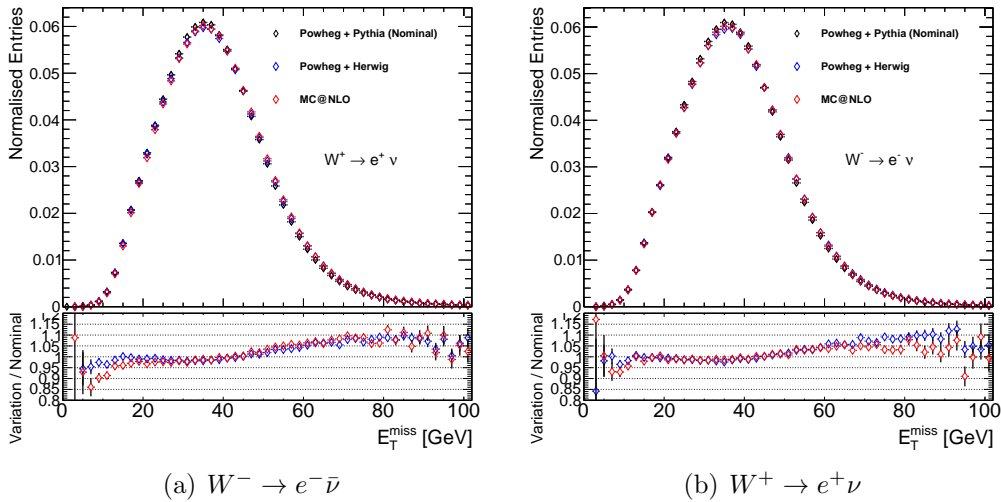 Normalised Entries
0.06
0.05
0.04
0.03
0.02
0.01
0
Powheg + Pythia (Nominal)
Powheg + Herwig
MC@NLO
W⁺ → e⁺ ν
Variation / Nominal
1.2
1.15
1.1
1.05
1
0.95
0.9
0.85
0.8
0 20 40 60 80 100
E_T^miss [GeV]
(a) W⁻ → e⁻ν̄
Normalised Entries
0.06
0.05
0.04
0.03
0.02
0.01
0
Powheg + Pythia (Nominal)
Powheg + Herwig
MC@NLO
W⁻ → e⁻ ν
Variation / Nominal
1.2
1.15
1.1
1.05
1
0.95
0.9
0.85
0.8
0 20 40 60 80 100
E_T^miss [GeV]
(b) W⁺ → e⁺ν